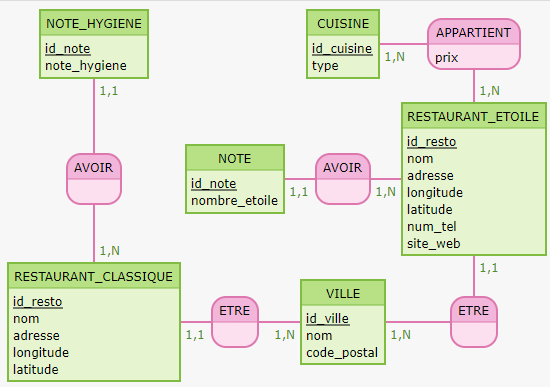 NOTE_HYGIENE
id_note
note_hygiene
1,1
CUISINE
id_cuisine
type
1,N
APPARTIENT
prix
1,N
RESTAURANT_ETOILE
id_resto
nom
adresse
longitude
latitude
num_tel
site_web
1,1
AVOIR
1,N
NOTE
id_note
nombre_etoile
1,1
AVOIR
1,N
RESTAURANT_CLASSIQUE
id_resto
nom
adresse
longitude
latitude
1,1
ETRE
1,N
VILLE
id_ville
nom
code_postal
1,N
ETRE